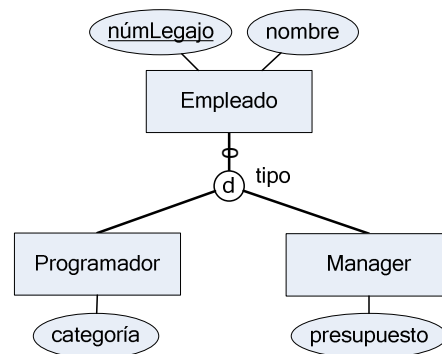 númLegajo
nombre
Empleado
d
tipo
Programador
Manager
categoría
presupuesto